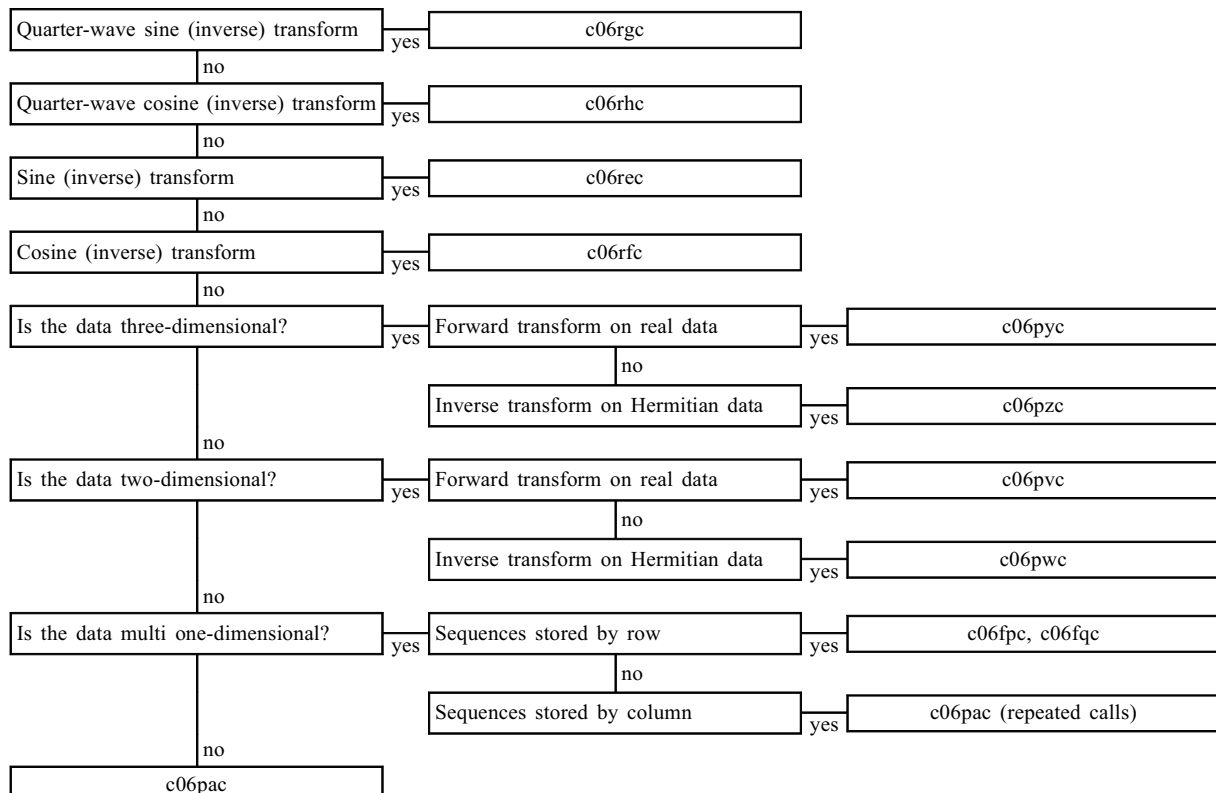 Quarter-wave sine (inverse) transform
yes
c06rgc
no
Quarter-wave cosine (inverse) transform
yes
c06rhc
no
Sine (inverse) transform
yes
c06rec
no
Cosine (inverse) transform
yes
c06rfc
no
Is the data three-dimensional?
yes
Forward transform on real data
yes
c06pyc
no
Inverse transform on Hermitian data
yes
c06pzc
no
Is the data two-dimensional?
yes
Forward transform on real data
yes
c06pvc
no
Inverse transform on Hermitian data
yes
c06pwc
no
Is the data multi one-dimensional?
yes
Sequences stored by row
yes
c06fpc, c06fqc
no
Sequences stored by column
yes
c06pac (repeated calls)
no
c06pac